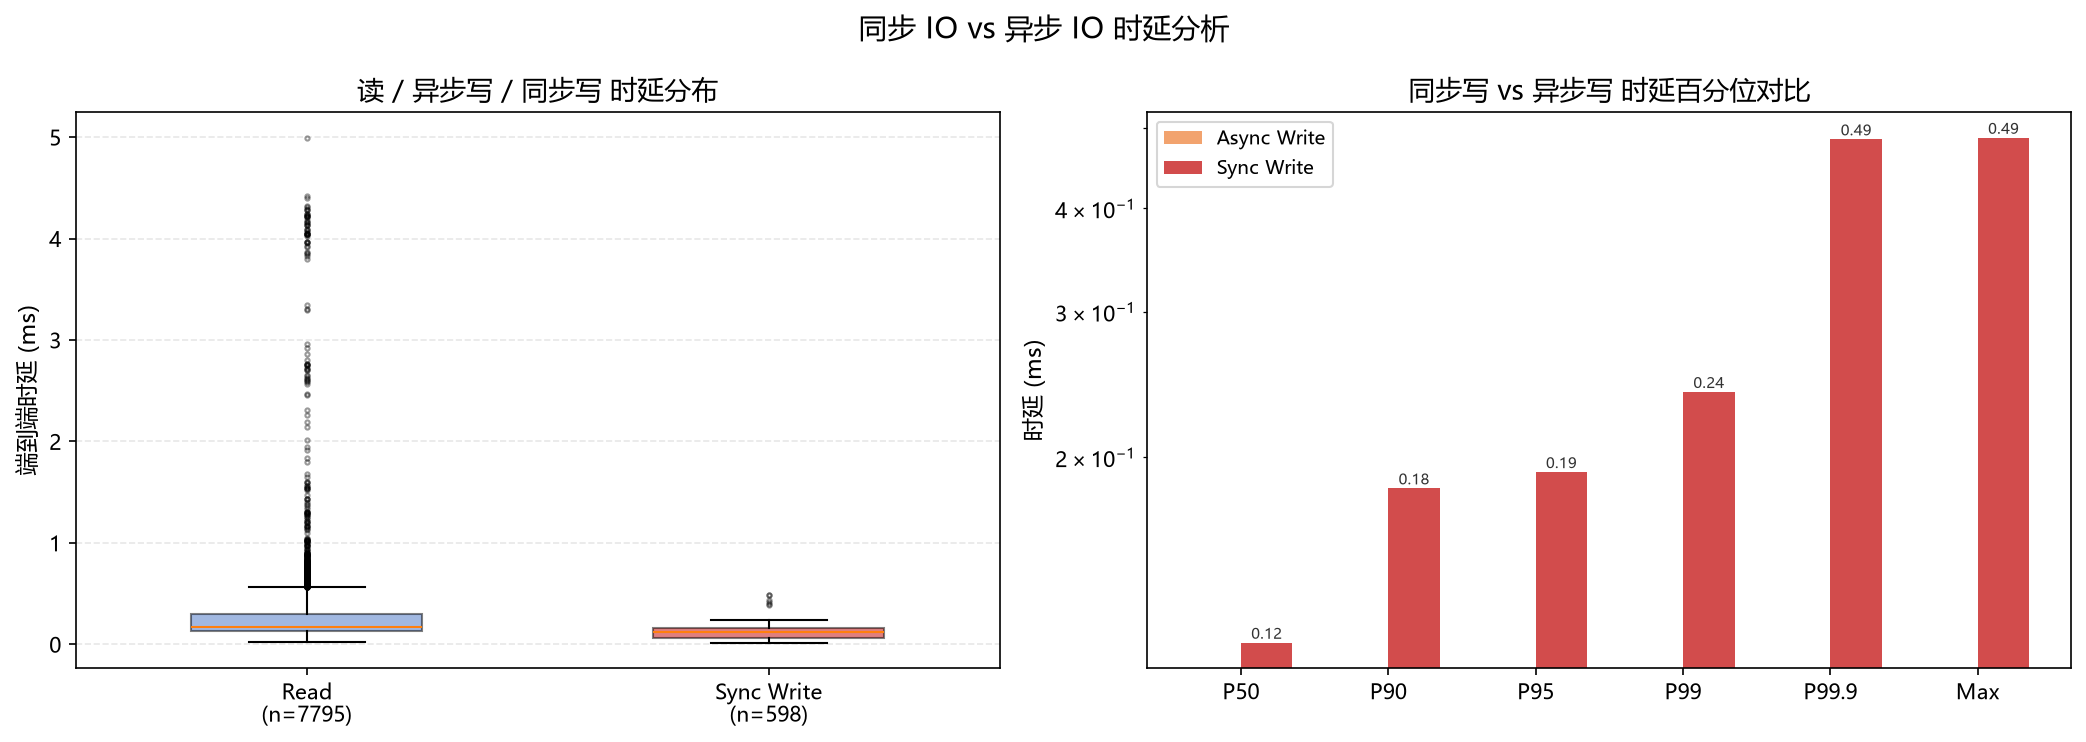 同步 IO vs 异步 IO 时延分析
读 / 异步写 / 同步写 时延分布
端到端时延 (ms)
5
4
3
2
1
0
Read
(n=7795)
Sync Write
(n=598)
同步写 vs 异步写 时延百分位对比
Async Write
Sync Write
时延 (ms)
4 × 10⁻¹
3 × 10⁻¹
2 × 10⁻¹
0.12
0.18
0.19
0.24
0.49
0.49
P50
P90
P95
P99
P99.9
Max